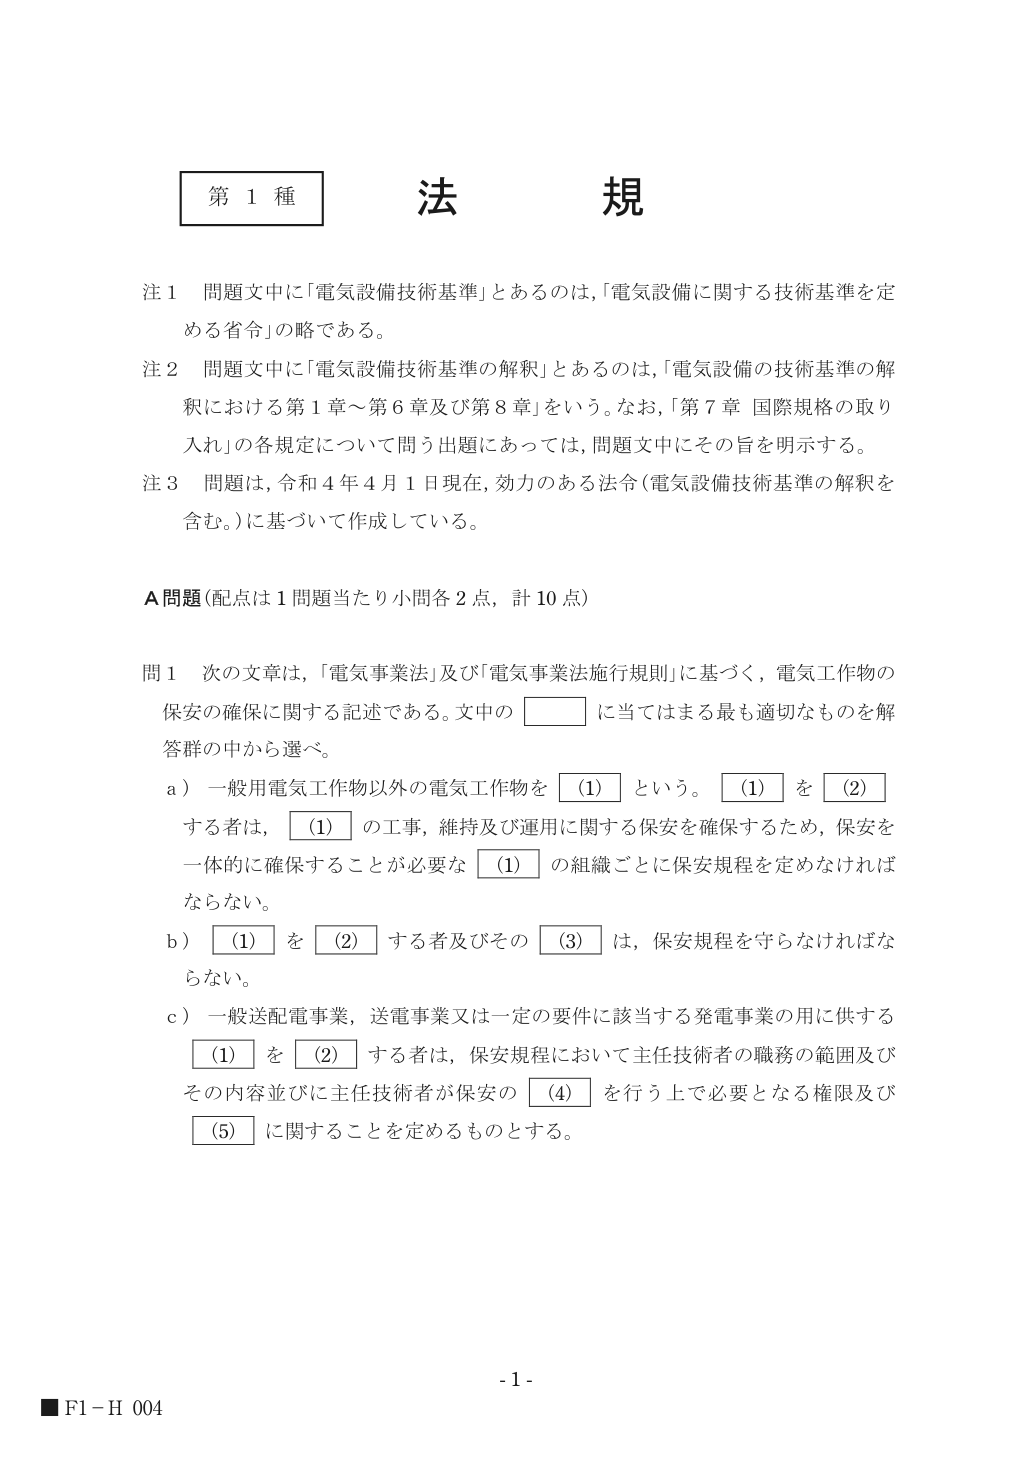 第 1 種
法 規
注１ 問題文中に｢電気設備技術基準｣とあるのは,｢電気設備に関する技術基準を定
める省令｣の略である。
注２ 問題文中に｢電気設備技術基準の解釈｣とあるのは,｢電気設備の技術基準の解
釈における第１章～第６章及び第８章｣をいう。なお,｢第７章 国際規格の取り
入れ｣の各規定について問う出題にあっては, 問題文中にその旨を明示する。
注３ 問題は, 令和４年４月１日現在, 効力のある法令(電気設備技術基準の解釈を
含む。)に基づいて作成している。
Ａ問題(配点は 1 問題当たり小問各 2 点，計 10 点)
問１ 次の文章は，｢電気事業法｣及び｢電気事業法施行規則｣に基づく，電気工作物の
保安の確保に関する記述である。文中の に当てはまる最も適切なものを解
答群の中から選べ。
a） 一般用電気工作物以外の電気工作物を (1) という。 (1) を (2)
する者は， (1) の工事, 維持及び運用に関する保安を確保するため, 保安を
一体的に確保することが必要な (1) の組織ごとに保安規程を定めなければ
ならない。
b） (1) を (2) する者及びその (3) は，保安規程を守らなければな
らない。
c） 一般送配電事業，送電事業又は一定の要件に該当する発電事業の用に供する
(1) を (2) する者は，保安規程において主任技術者の職務の範囲及び
その内容並びに主任技術者が保安の (4) を行う上で必要となる権限及び
(5) に関することを定めるものとする。
- 1 -
■ F1－H 004